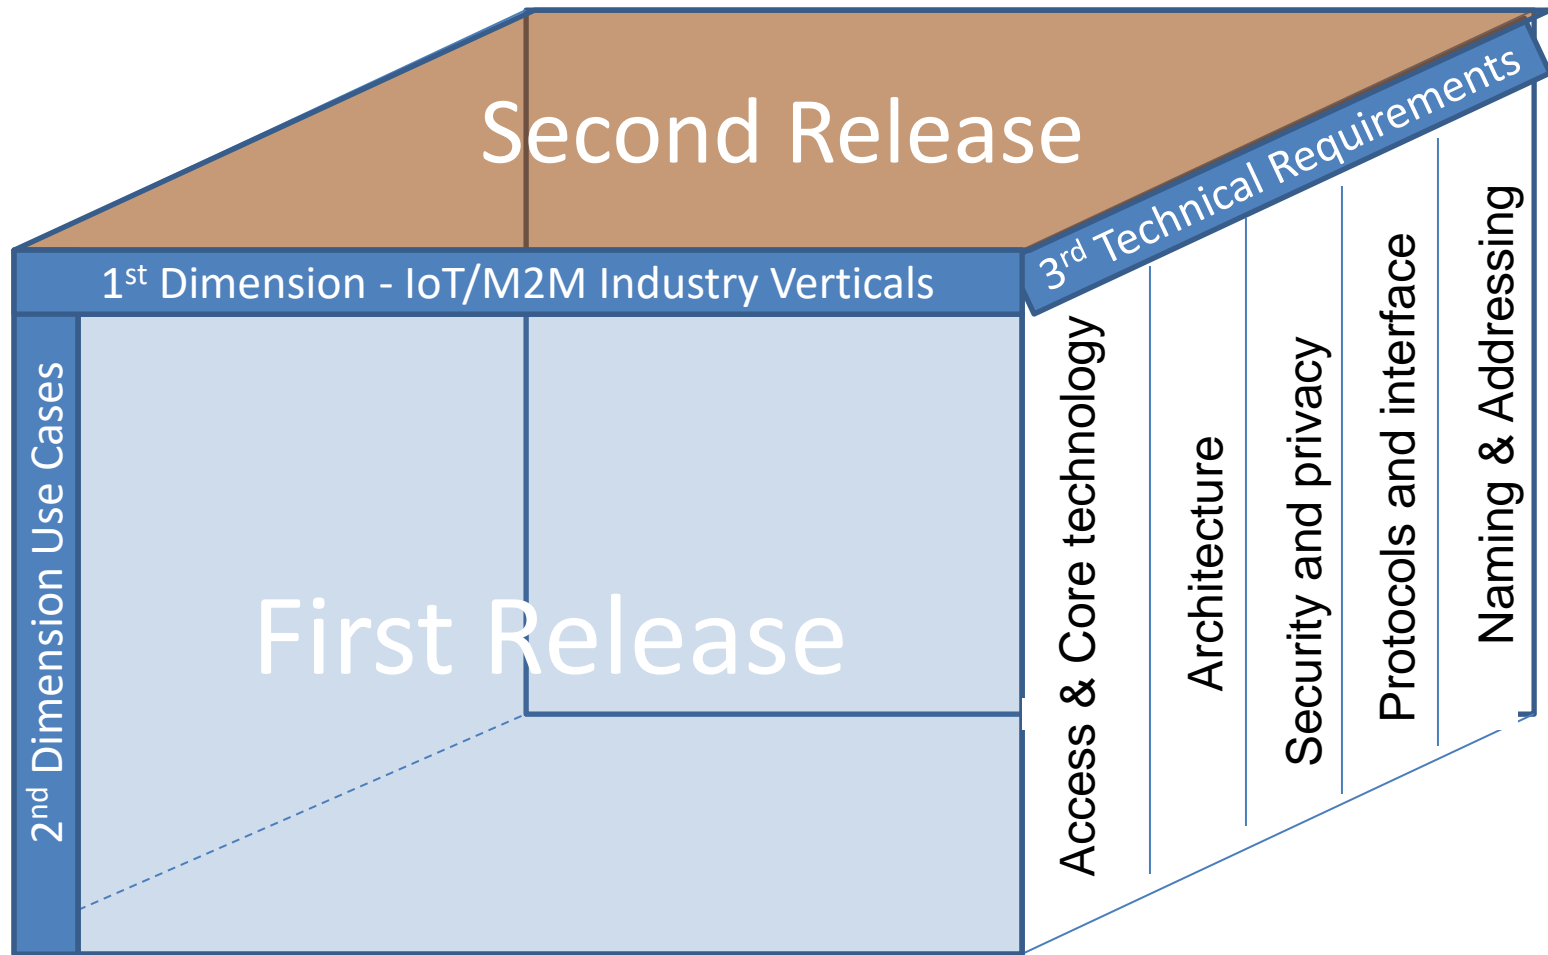 Second Release
3rd Technical Requirements
1st Dimension - IoT/M2M Industry Verticals
2nd Dimension Use Cases
First Release
Access & Core technology
Architecture
Security and privacy
Protocols and interface
Naming & Addressing